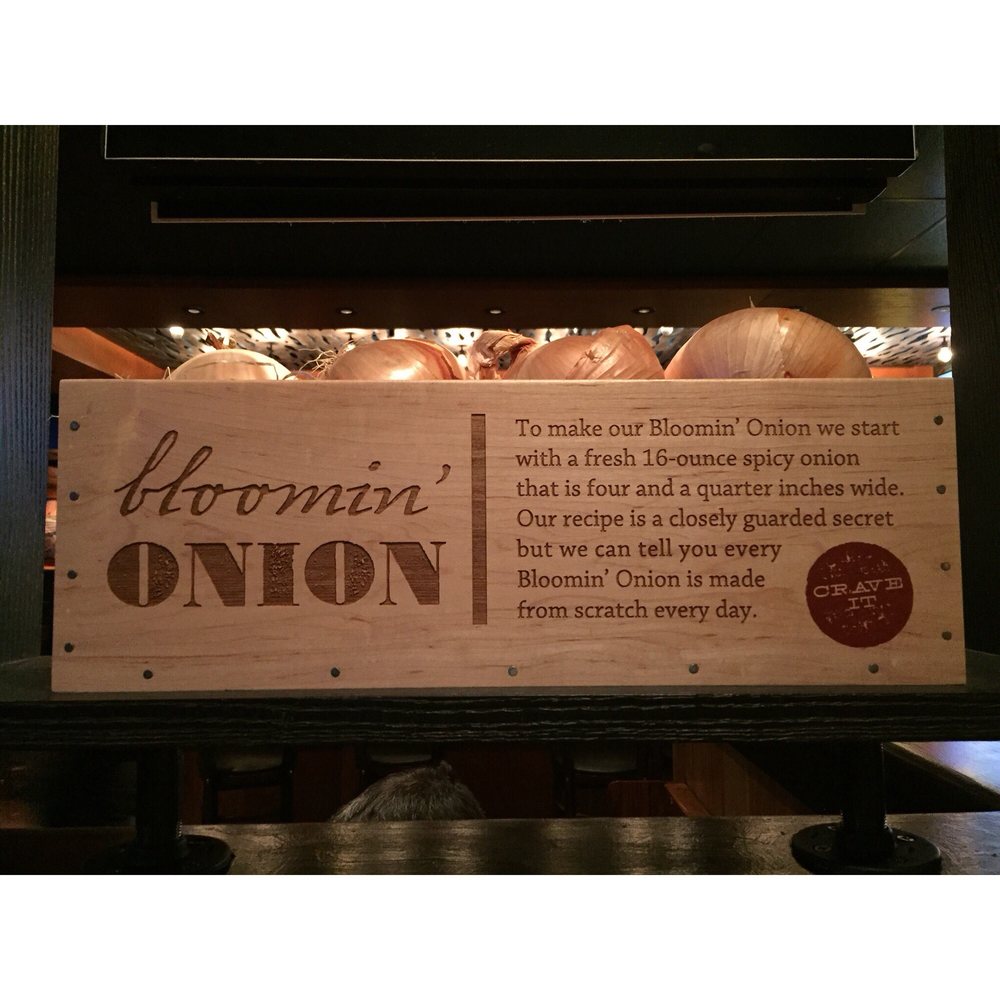 bloomin'
ONION
To make our Bloomin' Onion we start
with a fresh 16-ounce spicy onion
that is four and a quarter inches wide.
Our recipe is a closely guarded secret
but we can tell you every
Bloomin' Onion is made
from scratch every day.
CRAVE
IT